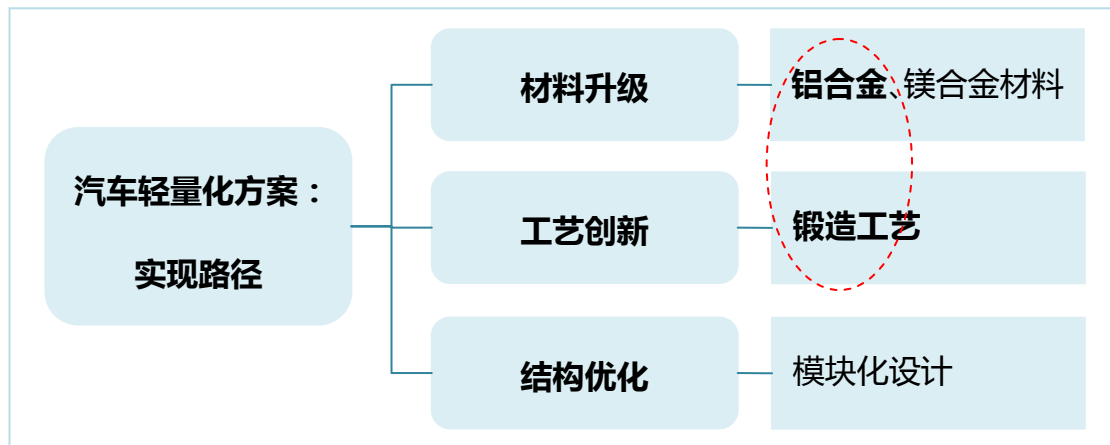 汽车轻量化方案：
实现路径
材料升级
铝合金、镁合金材料
工艺创新
锻造工艺
结构优化
模块化设计